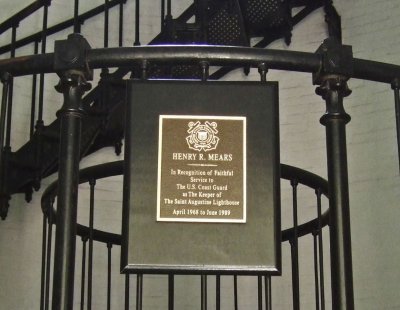 HENRY R. MEARS
In Recognition of Faithful
Service to
The U.S. Coast Guard
as The Keeper of
The Saint Augustine Lighthouse
April 1968 to June 1989